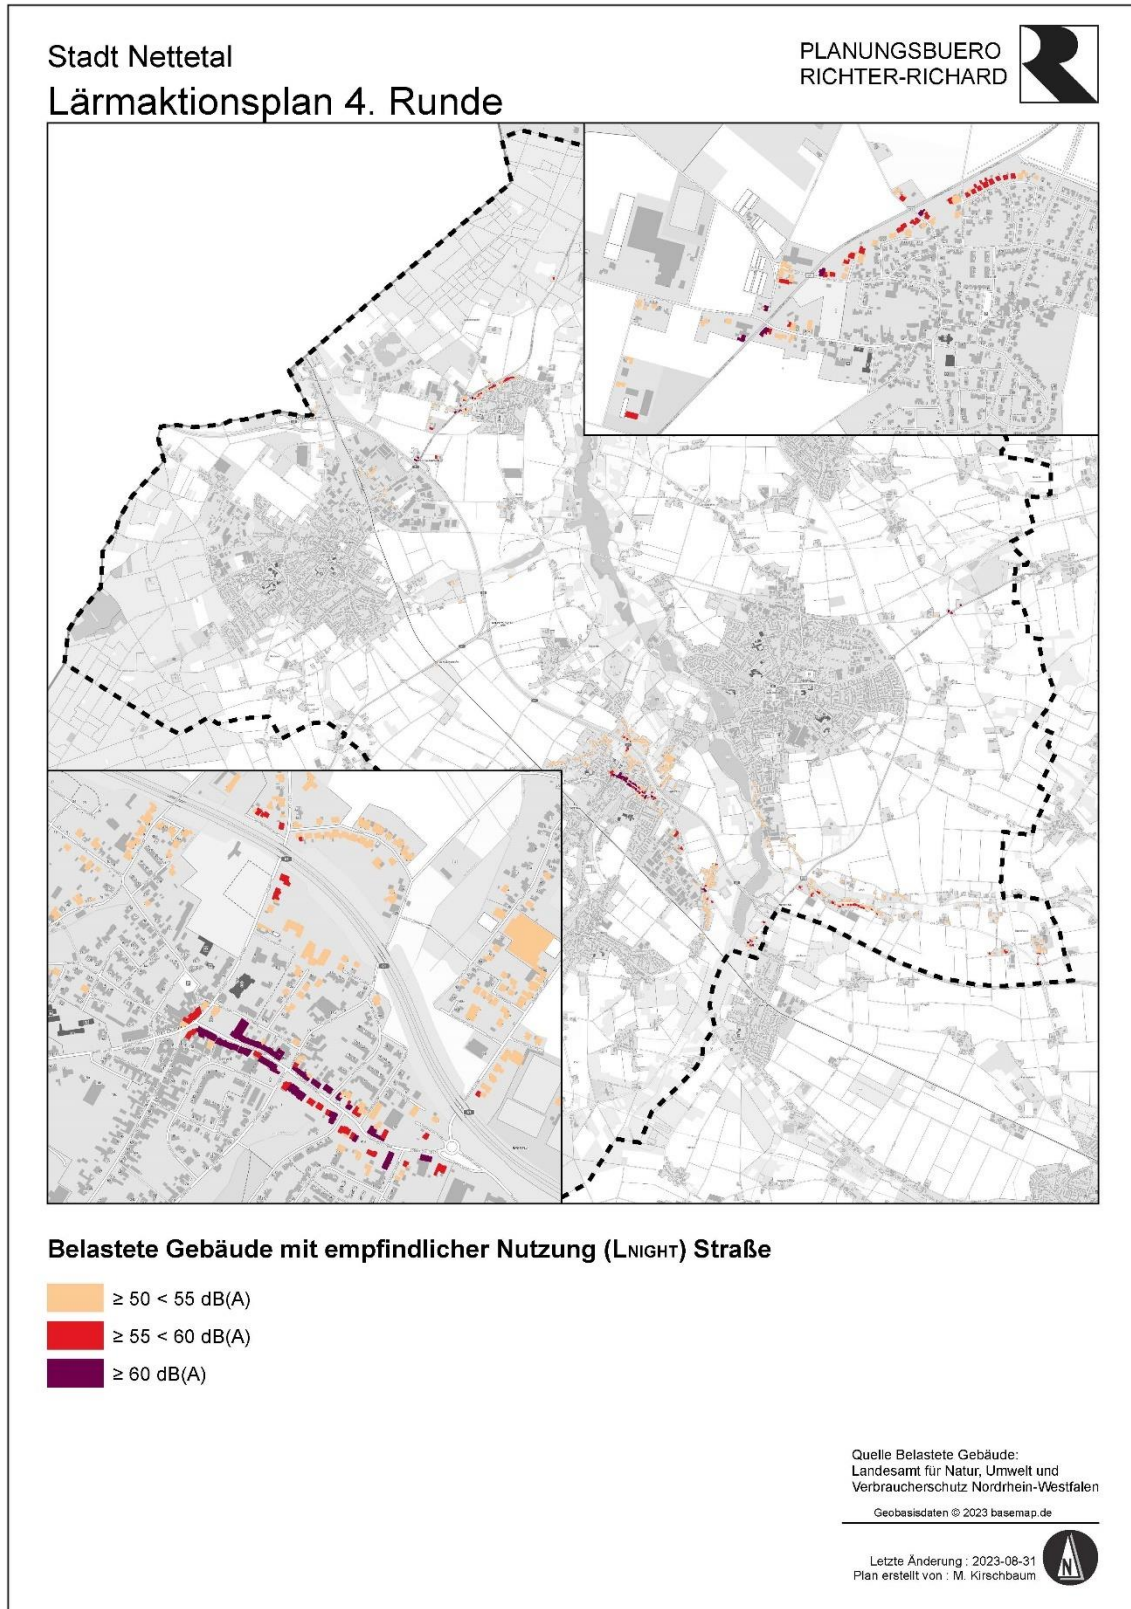 Stadt Nettetal
Lärmaktionsplan 4. Runde
PLANUNGSBUERO
RICHTER-RICHARD
Belastete Gebäude mit empfindlicher Nutzung (LNIGHT) Straße
≥ 50 < 55 dB(A)
≥ 55 < 60 dB(A)
≥ 60 dB(A)
Quelle Belastete Gebäude:
Landesamt für Natur, Umwelt und
Verbraucherschutz Nordrhein-Westfalen
Geobasisdaten © 2023 basemap.de
Letzte Änderung : 2023-08-31
Plan erstellt von : M. Kirschbaum
N